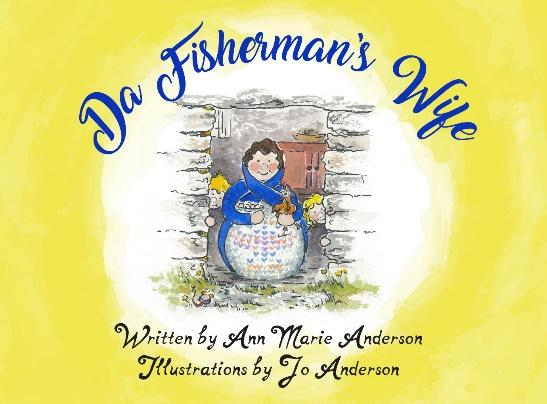 Da Fisherman's Wife
Written by Ann Marie Anderson
Illustrations by Jo Anderson